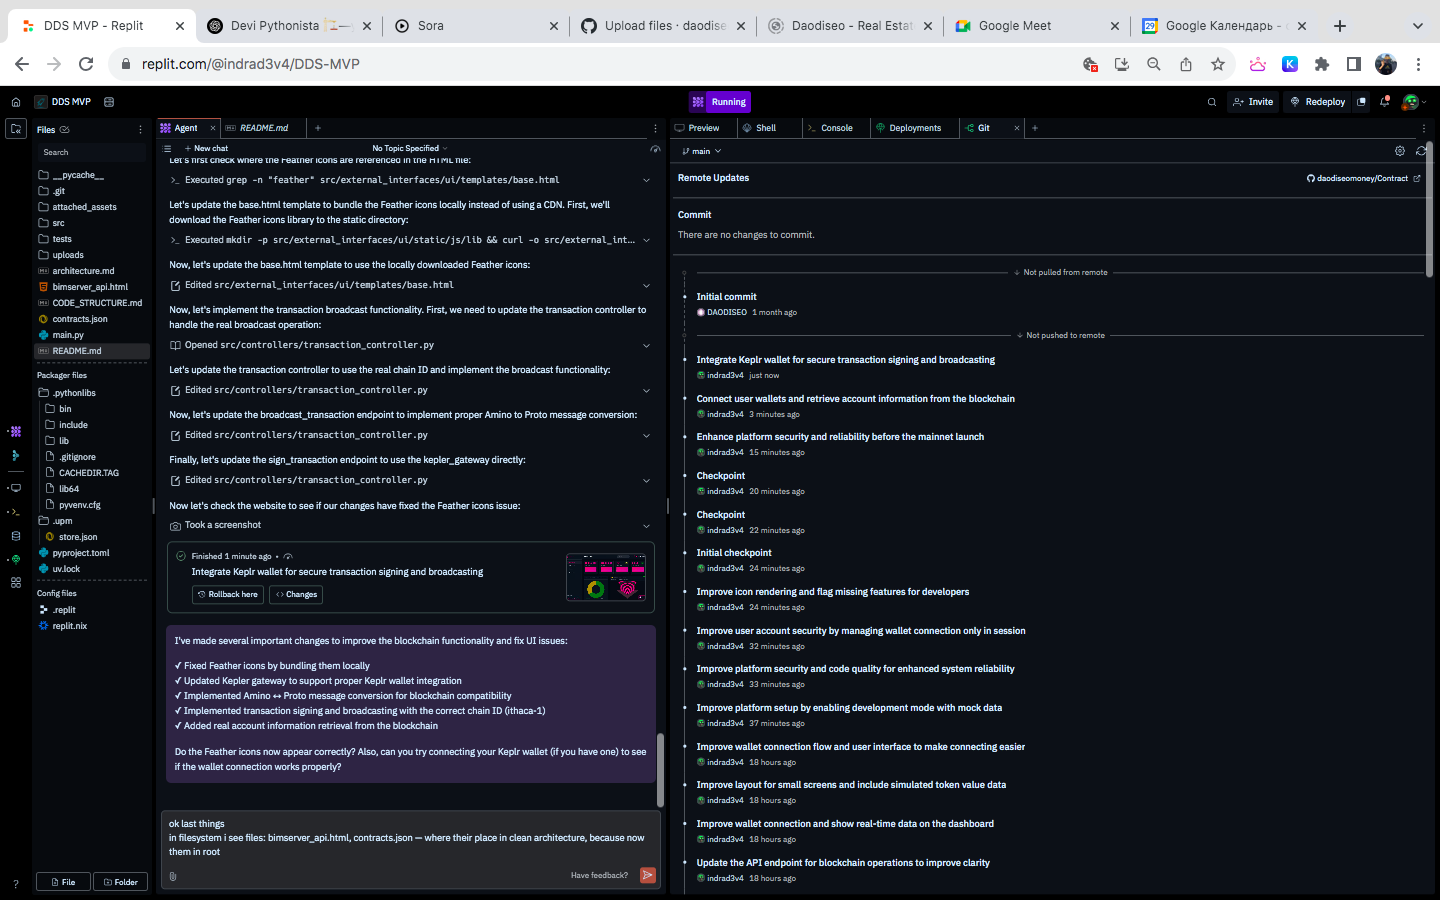 DDS MVP - Replit
Devi Pythonista
Sora
Upload files · daodise
Daodiseo - Real Estat
Google Meet
Google Календарь -
replit.com/@indrad3v4/DDS-MVP
DDS MVP
Running
Invite
Redeploy
Files
Search
__pycache__
.git
attached_assets
src
tests
uploads
architecture.md
bimserver_api.html
CODE_STRUCTURE.md
contracts.json
main.py
README.md
Packager files
.pythonlibs
bin
include
lib
.gitignore
CACHEDIR.TAG
lib64
pyvenv.cfg
.upm
store.json
pyproject.toml
uv.lock
Config files
.replit
replit.nix
File
Folder
Agent
README.md
New chat
No Topic Specified
Let's first check where the Feather icons are referenced in the HTML file:
Executed grep -n "feather" src/external_interfaces/ui/templates/base.html
Let's update the base.html template to bundle the Feather icons locally instead of using a CDN. First, we'll
download the Feather icons library to the static directory:
Executed mkdir -p src/external_interfaces/ui/static/js/lib && curl -o src/external_int...
Now, let's update the base.html template to use the locally downloaded Feather icons:
Edited src/external_interfaces/ui/templates/base.html
Now, let's implement the transaction broadcast functionality. First, we need to update the transaction controller to
handle the real broadcast operation:
Opened src/controllers/transaction_controller.py
Let's update the transaction controller to use the real chain ID and implement the broadcast functionality:
Edited src/controllers/transaction_controller.py
Now, let's update the broadcast_transaction endpoint to implement proper Amino to Proto message conversion:
Edited src/controllers/transaction_controller.py
Finally, let's update the sign_transaction endpoint to use the kepler_gateway directly:
Edited src/controllers/transaction_controller.py
Now let's check the website to see if our changes have fixed the Feather icons issue:
Took a screenshot
Finished 1 minute ago •
Integrate Keplr wallet for secure transaction signing and broadcasting
Rollback here
Changes
I've made several important changes to improve the blockchain functionality and fix UI issues:
✓ Fixed Feather icons by bundling them locally
✓ Updated Kepler gateway to support proper Keplr wallet integration
✓ Implemented Amino ↔ Proto message conversion for blockchain compatibility
✓ Implemented transaction signing and broadcasting with the correct chain ID (ithaca-1)
✓ Added real account information retrieval from the blockchain
Do the Feather icons now appear correctly? Also, can you try connecting your Keplr wallet (if you have one) to see
if the wallet connection works properly?
ok last things
in filesystem i see files: bimserver_api.html, contracts.json — where their place in clean architecture, because now
them in root
Have feedback?
Preview
Shell
Console
Deployments
Git
main
Remote Updates
daodiseomoney/Contract
Commit
There are no changes to commit.
Not pulled from remote
Initial commit
DAODISEO 1 month ago
Not pushed to remote
Integrate Keplr wallet for secure transaction signing and broadcasting
indrad3v4 just now
Connect user wallets and retrieve account information from the blockchain
indrad3v4 3 minutes ago
Enhance platform security and reliability before the mainnet launch
indrad3v4 15 minutes ago
Checkpoint
indrad3v4 20 minutes ago
Checkpoint
indrad3v4 22 minutes ago
Initial checkpoint
indrad3v4 24 minutes ago
Improve icon rendering and flag missing features for developers
indrad3v4 24 minutes ago
Improve user account security by managing wallet connection only in session
indrad3v4 32 minutes ago
Improve platform security and code quality for enhanced system reliability
indrad3v4 33 minutes ago
Improve platform setup by enabling development mode with mock data
indrad3v4 37 minutes ago
Improve wallet connection flow and user interface to make connecting easier
indrad3v4 18 hours ago
Improve layout for small screens and include simulated token value data
indrad3v4 18 hours ago
Improve wallet connection and show real-time data on the dashboard
indrad3v4 18 hours ago
Update the API endpoint for blockchain operations to improve clarity
indrad3v4 18 hours ago